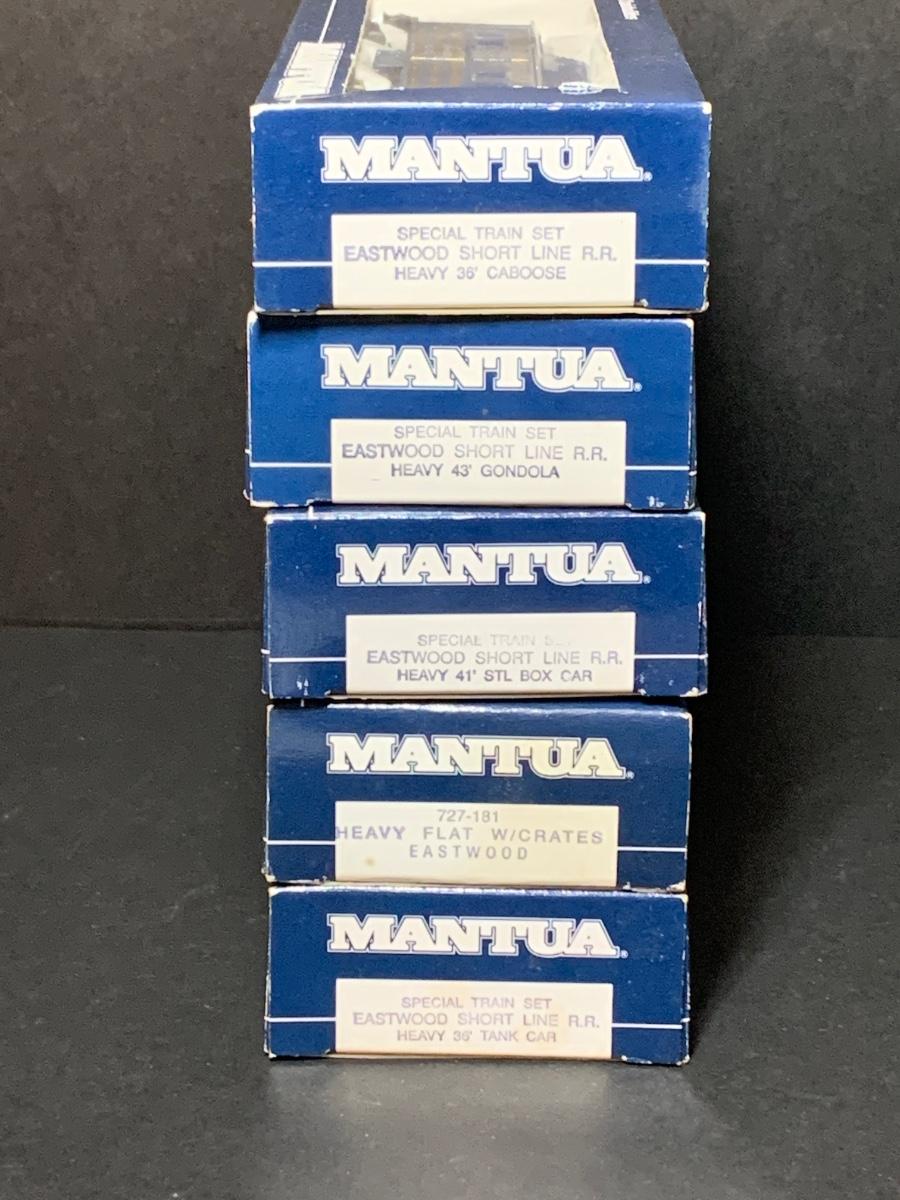 MANTUA®
SPECIAL TRAIN SET
EASTWOOD SHORT LINE R.R.
HEAVY 36' CABOOSE
MANTUA®
SPECIAL TRAIN SET
EASTWOOD SHORT LINE R.R.
HEAVY 43' GONDOLA
MANTUA®
SPECIAL TRAIN
EASTWOOD SHORT LINE R.R.
HEAVY 41' STL BOX CAR
MANTUA®
727-181
HEAVY FLAT W/CRATES
EASTWOOD
MANTUA®
SPECIAL TRAIN SET
EASTWOOD SHORT LINE R.R.
HEAVY 36' TANK CAR